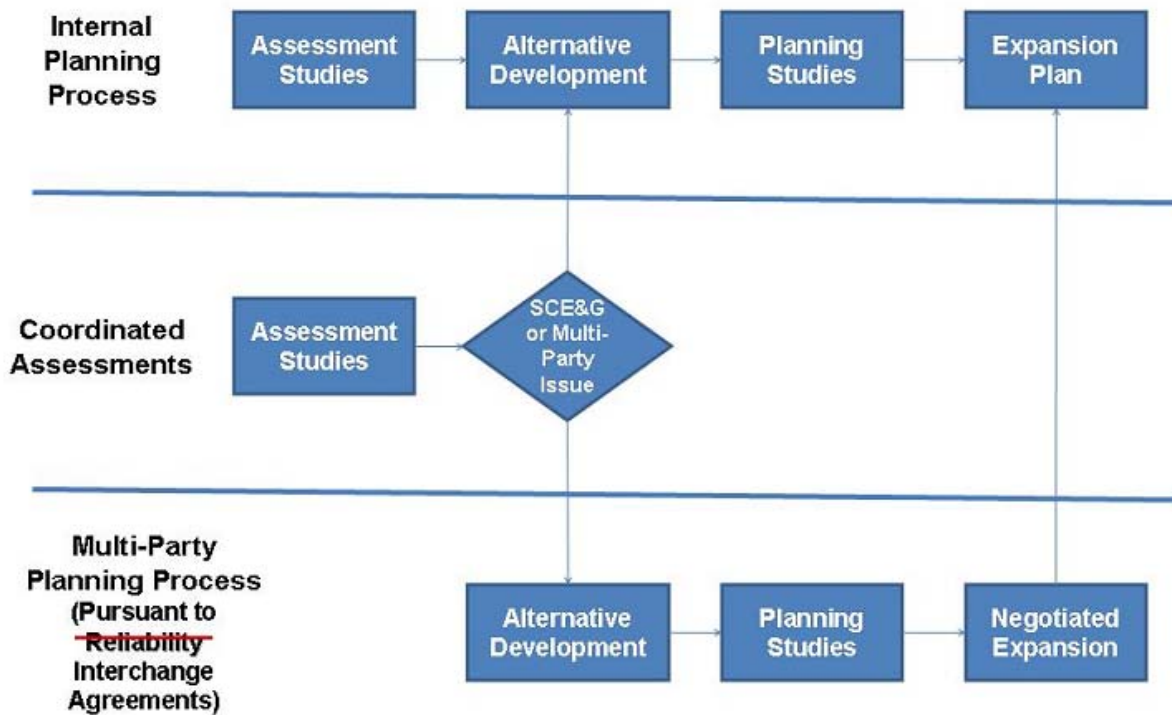 Internal
Planning
Process
Assessment
Studies
Alternative
Development
Planning
Studies
Expansion
Plan
Coordinated
Assessments
Assessment
Studies
SCE&G
or Multi-
Party
Issue
Multi-Party
Planning Process
(Pursuant to
Reliability
Interchange
Agreements)
Alternative
Development
Planning
Studies
Negotiated
Expansion